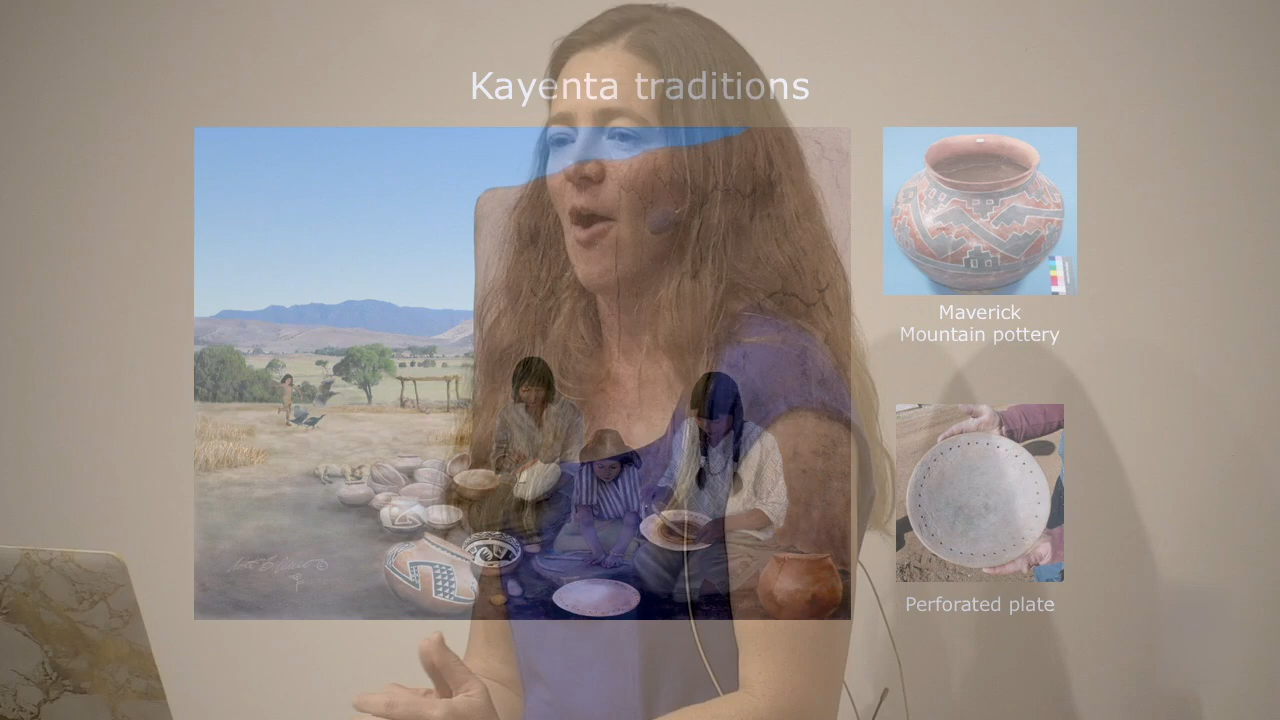 Kayenta traditions
Maverick
Mountain pottery
Perforated plate